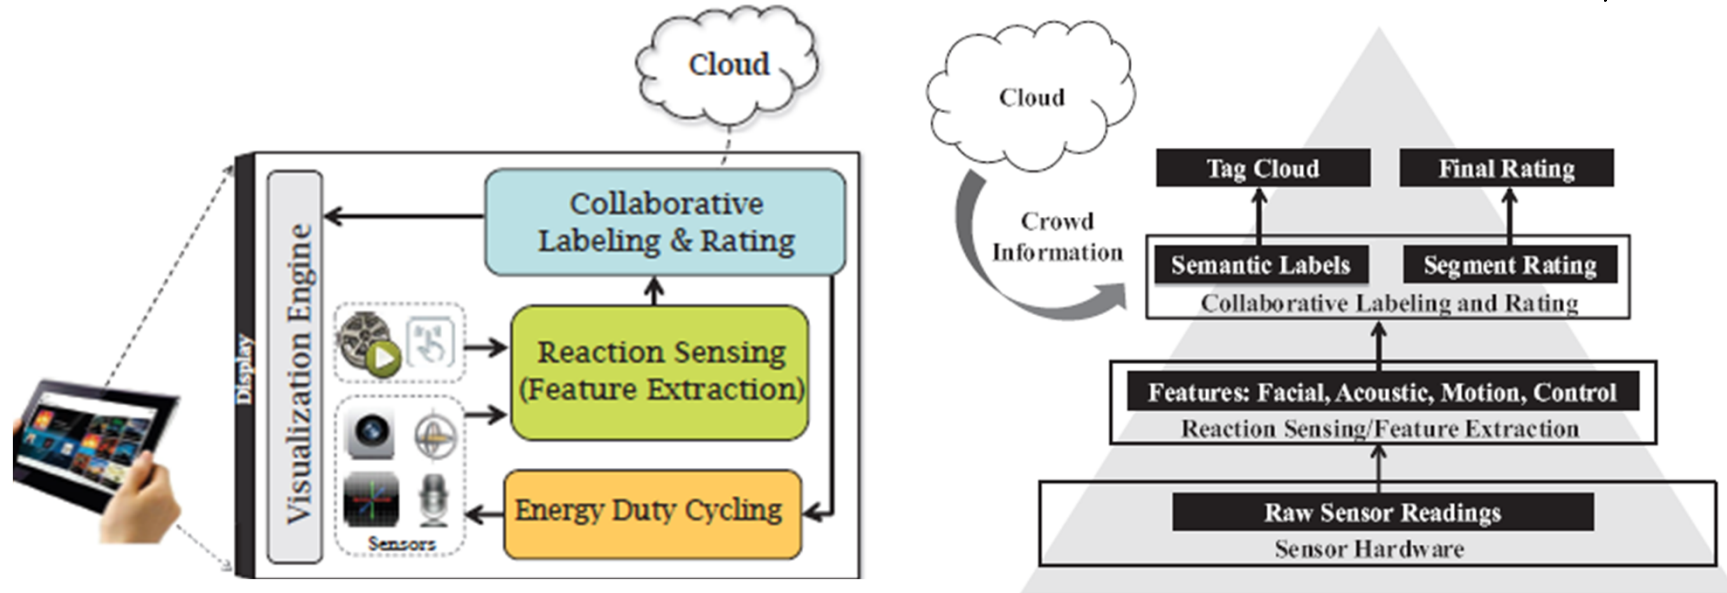 Cloud
Collaborative
Labeling & Rating
Visualization Engine
Display
Reaction Sensing
(Feature Extraction)
Energy Duty Cycling
Sensors
Cloud
Crowd
Information
Tag Cloud
Final Rating
Semantic Labels
Segment Rating
Collaborative Labeling and Rating
Features: Facial, Acoustic, Motion, Control
Reaction Sensing/Feature Extraction
Raw Sensor Readings
Sensor Hardware